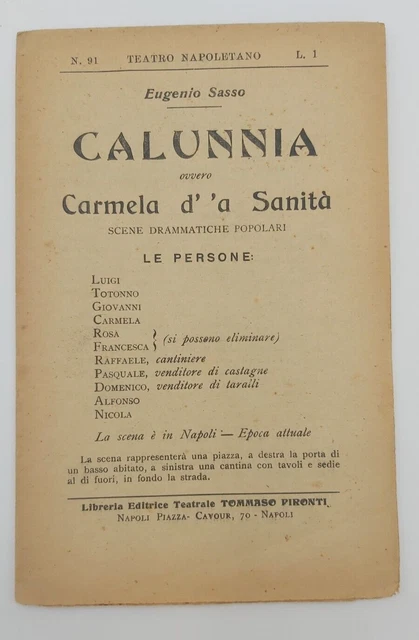 N. 91 TEATRO NAPOLETANO L. 1
Eugenio Sasso
CALUNNIA
ovvero
Carmela d' 'a Sanità
SCENE DRAMMATICHE POPOLARI
LE PERSONE:
LUIGI
TOTONNO
GIOVANNI
CARMELA
ROSA
FRANCESCA } (si possono eliminare)
RAFFAELE, cantiniere
PASQUALE, venditore di castagne
DOMENICO, venditore di taralli
ALFONSO
NICOLA
La scena è in Napoli — Epoca attuale
La scena rappresenterà una piazza, a destra la porta di
un basso abitato, a sinistra una cantina con tavoli e sedie
al di fuori, in fondo la strada.
Libreria Editrice Teatrale TOMMASO PIRONTI
NAPOLI PIAZZA CAVOUR, 70 - NAPOLI